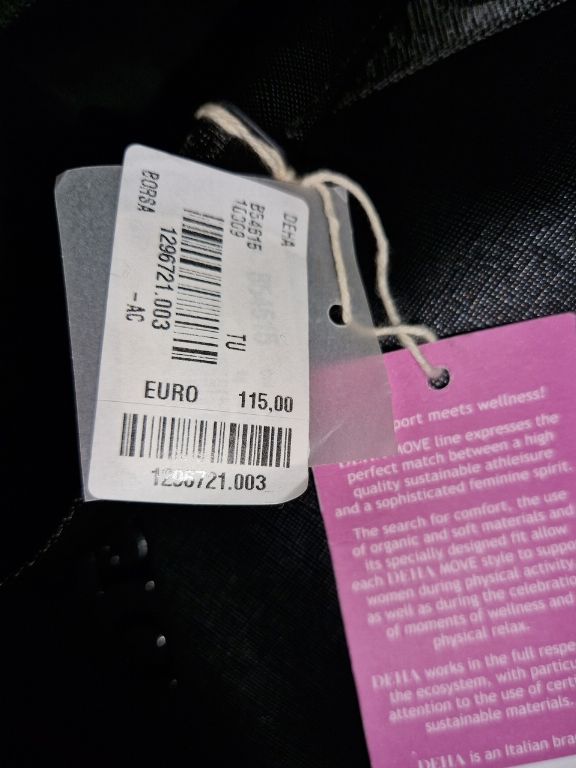 DEHA
B54615
10009
BORSA
1296721.003
TU
-AC
EURO 115,00
1296721.003
port meets wellness!
DEHA MOVE line expresses the
perfect match between a high
quality sustainable athleisure
and a sophisticated feminine spirit.
The search for comfort, the use
of organic and soft materials and
its specially designed fit allow
each DEHA MOVE style to suppo
women during physical activity,
as well as during the celebratio
of moments of wellness and
physical relax.
DEHA works in the full respe
the ecosystem, with particu
attention to the use of certi
sustainable materials.
DEHA is an Italian bra